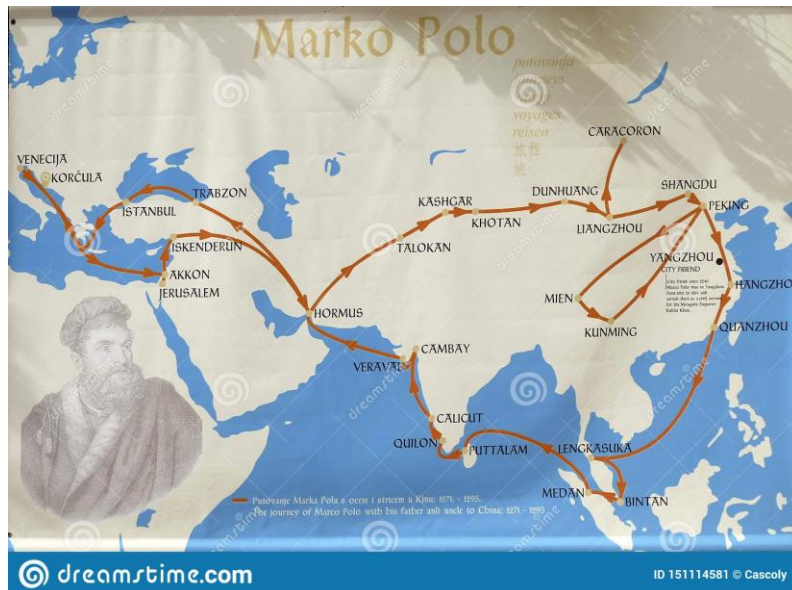 Marko Polo
putovanja
journeys
voyages
reisen
旅程
旅
CARACORON
VENECIJA
KORČULA
SHANGDU
PEKING
TRABZON
ISTANBUL
KASHGAR
DUNHUANG
KHOTAN
LIANGZHOU
ISKENDERUN
TALOKAN
YANGZHOU
CITY FRIEND
AKKON
JERUSALEM
HANGZHO
MIEN
HORMUS
KUNMING
QUANZHOU
CAMBAY
VERAVAL
CALICUT
QUILON
PUTTALAM
LENGKASUKA
MEDAN
BINTAN
Putovanje Marka Pola s ocem i stricem u Kinu; 1271. - 1295.
The journey of Marco Polo with his father and uncle to China; 1271 - 1295
dreamstime.com
ID 151114581 © Cascoly